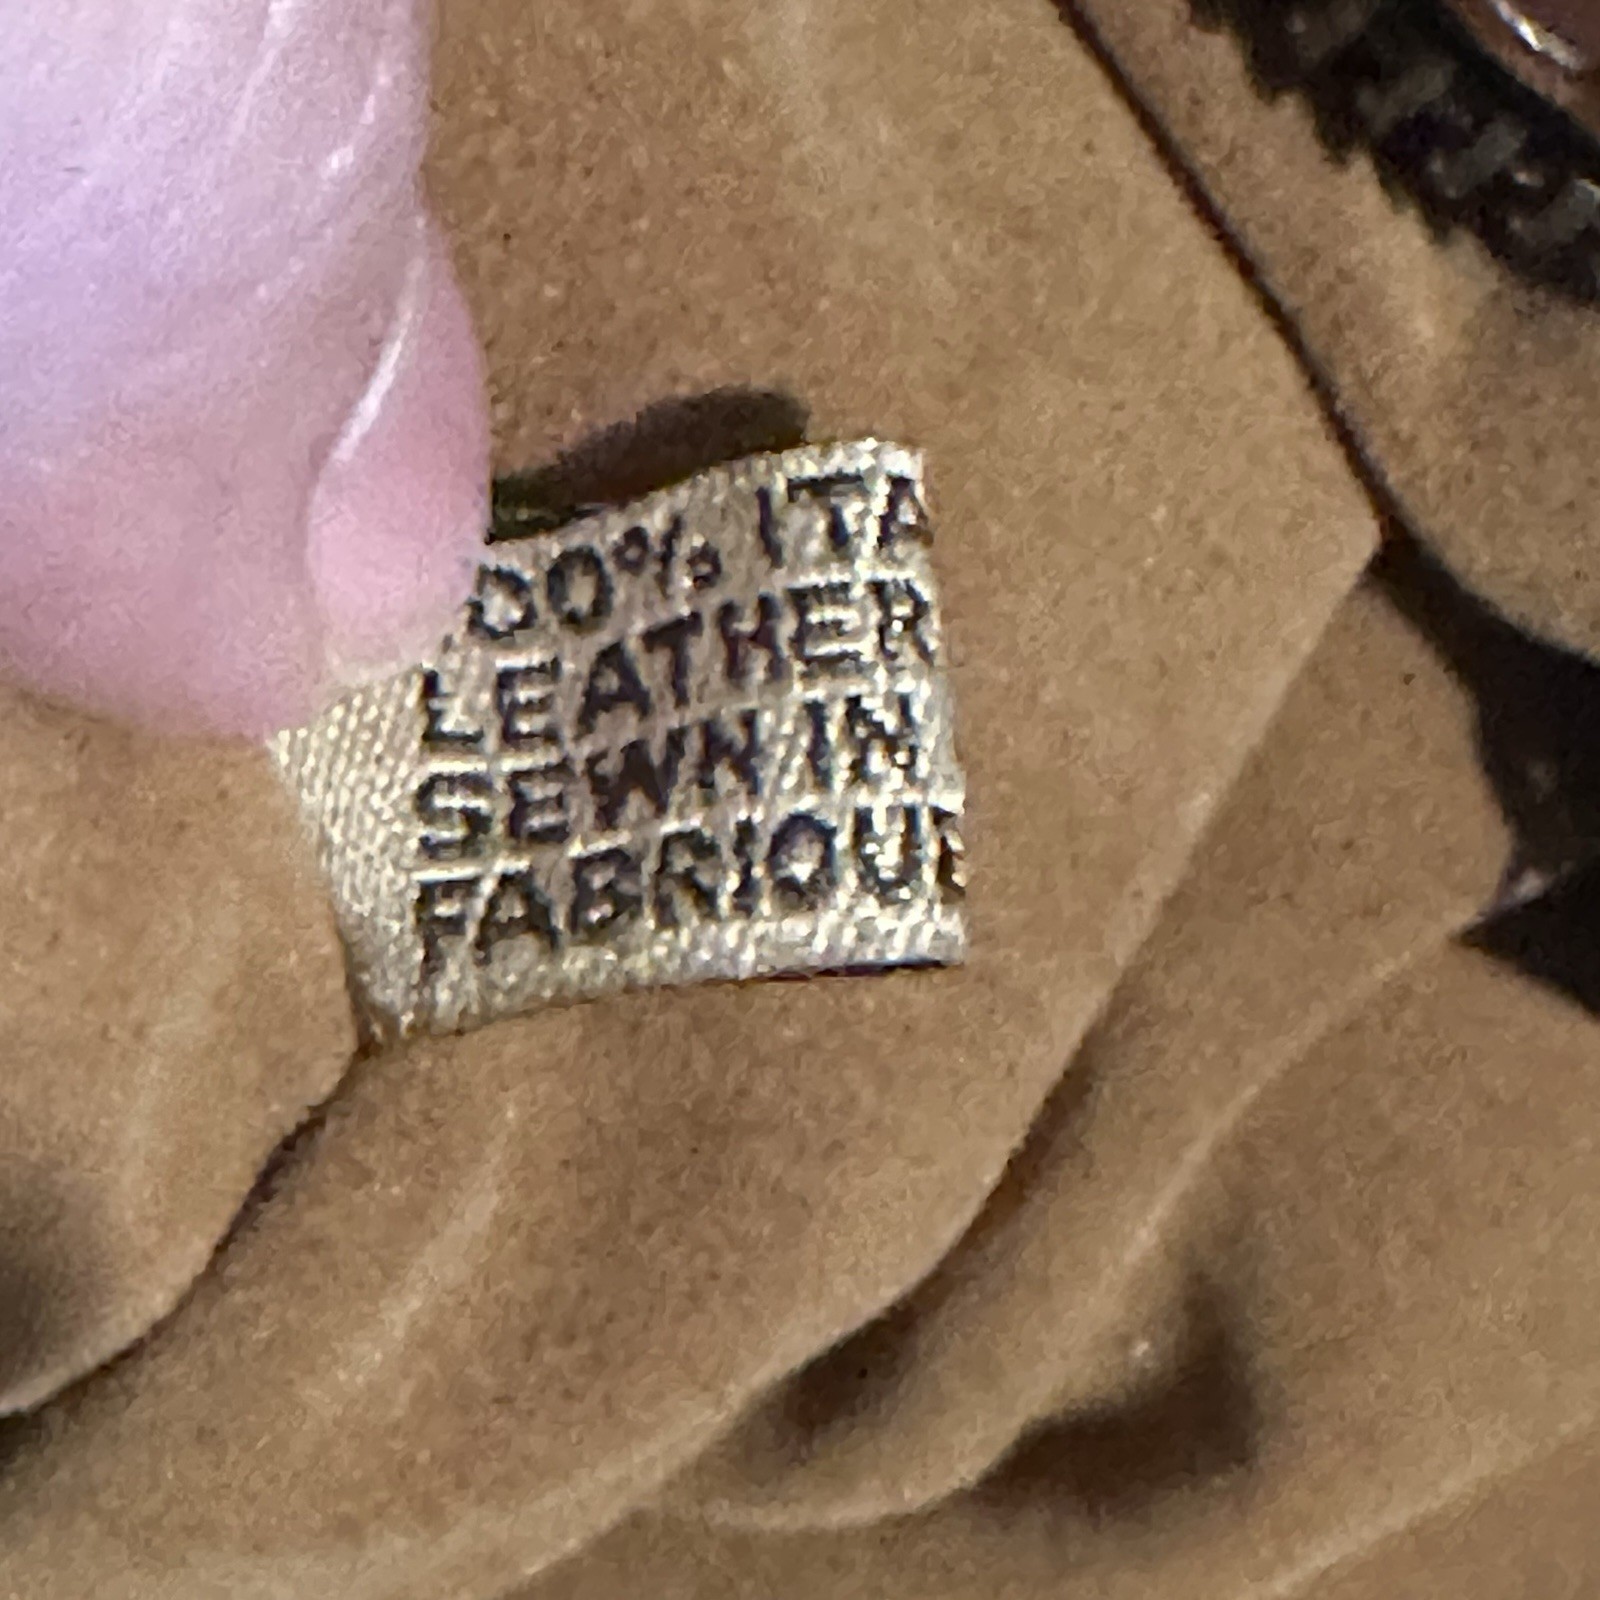 00% ITA
LEATHER
SEWN IN
FABRIQU